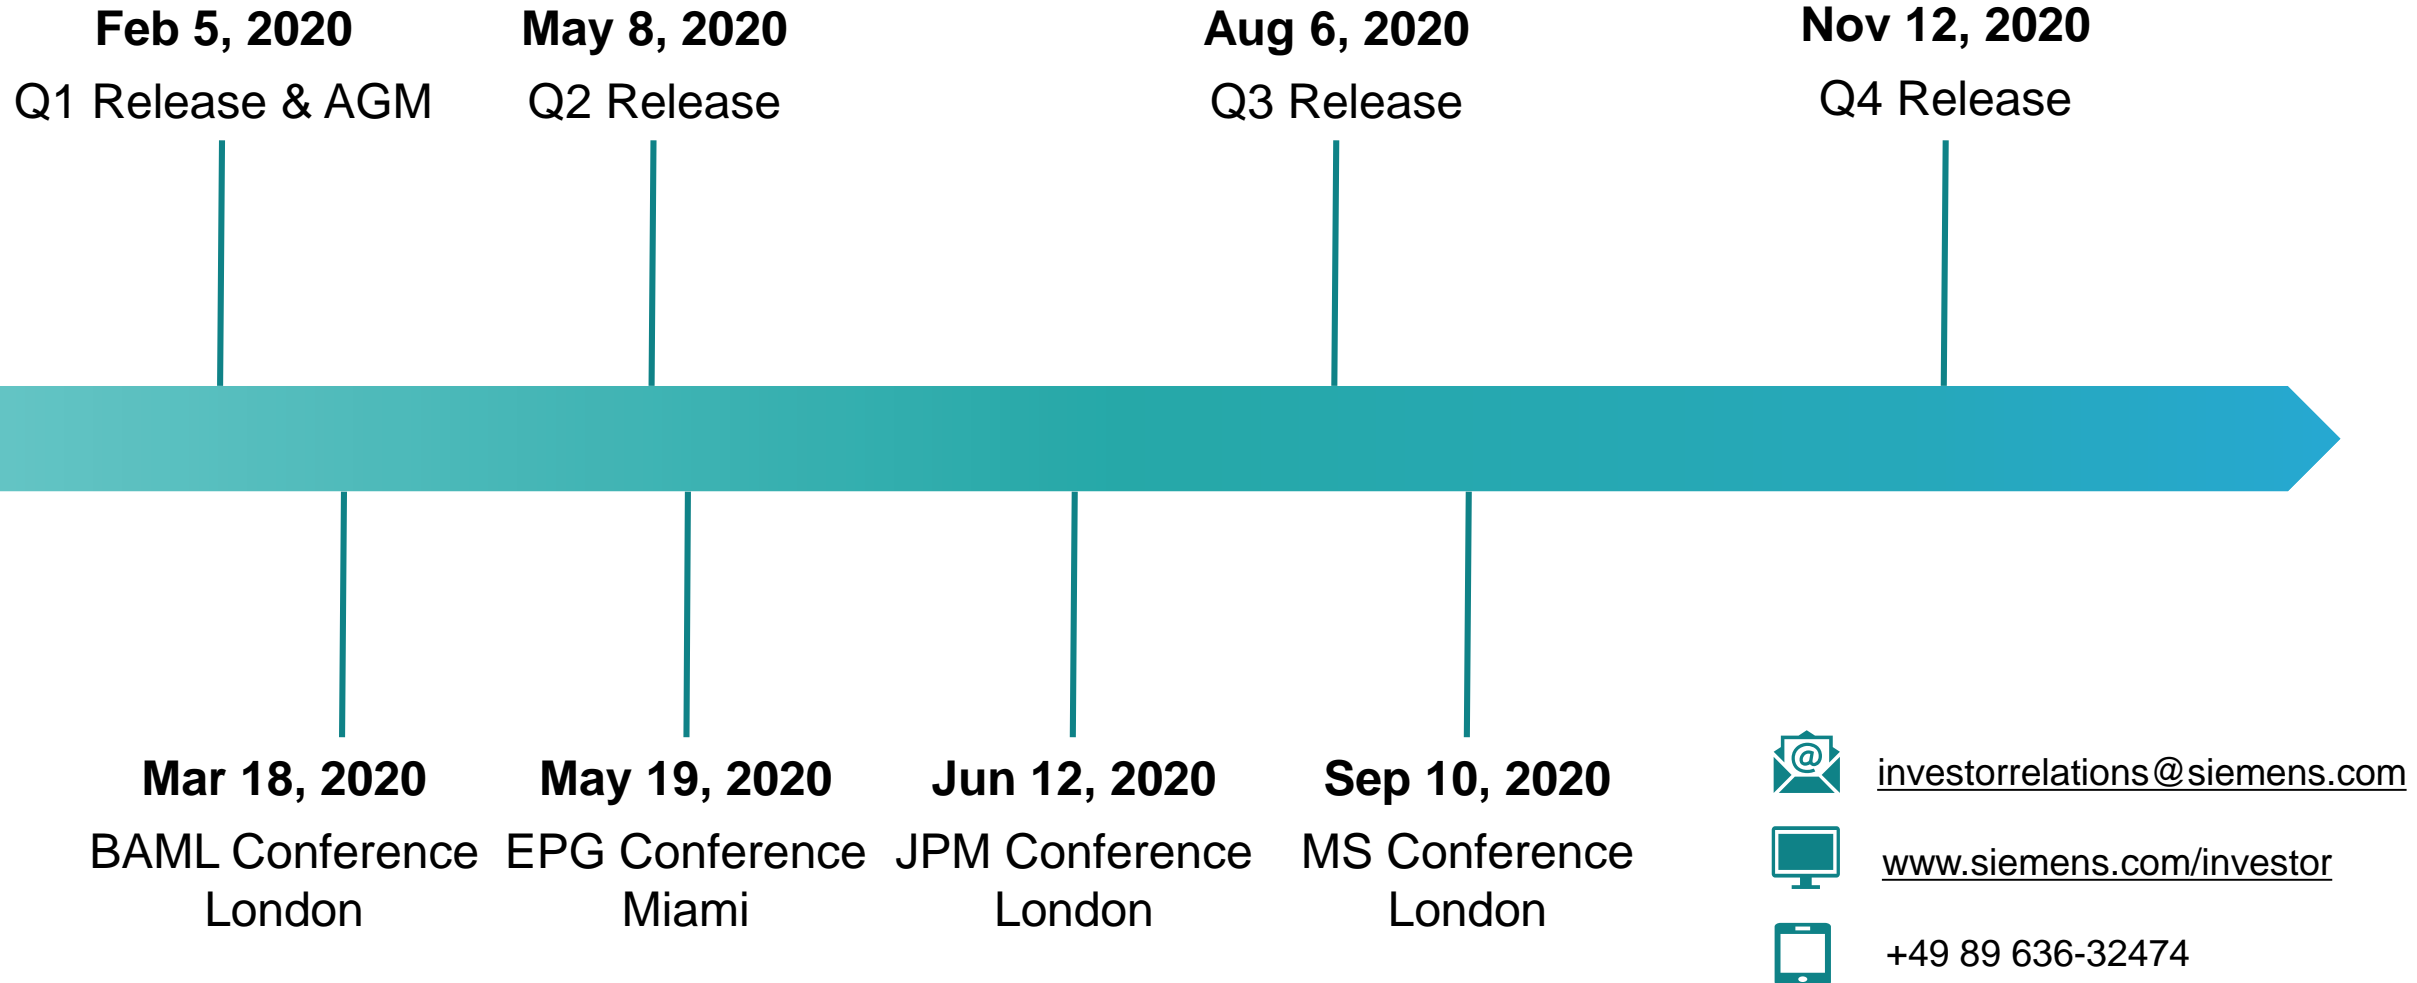 Feb 5, 2020
Q1 Release & AGM
May 8, 2020
Q2 Release
Aug 6, 2020
Q3 Release
Nov 12, 2020
Q4 Release
Mar 18, 2020
BAML Conference
London
May 19, 2020
EPG Conference
Miami
Jun 12, 2020
JPM Conference
London
Sep 10, 2020
MS Conference
London
@
investorrelations@siemens.com
www.siemens.com/investor
+49 89 636-32474